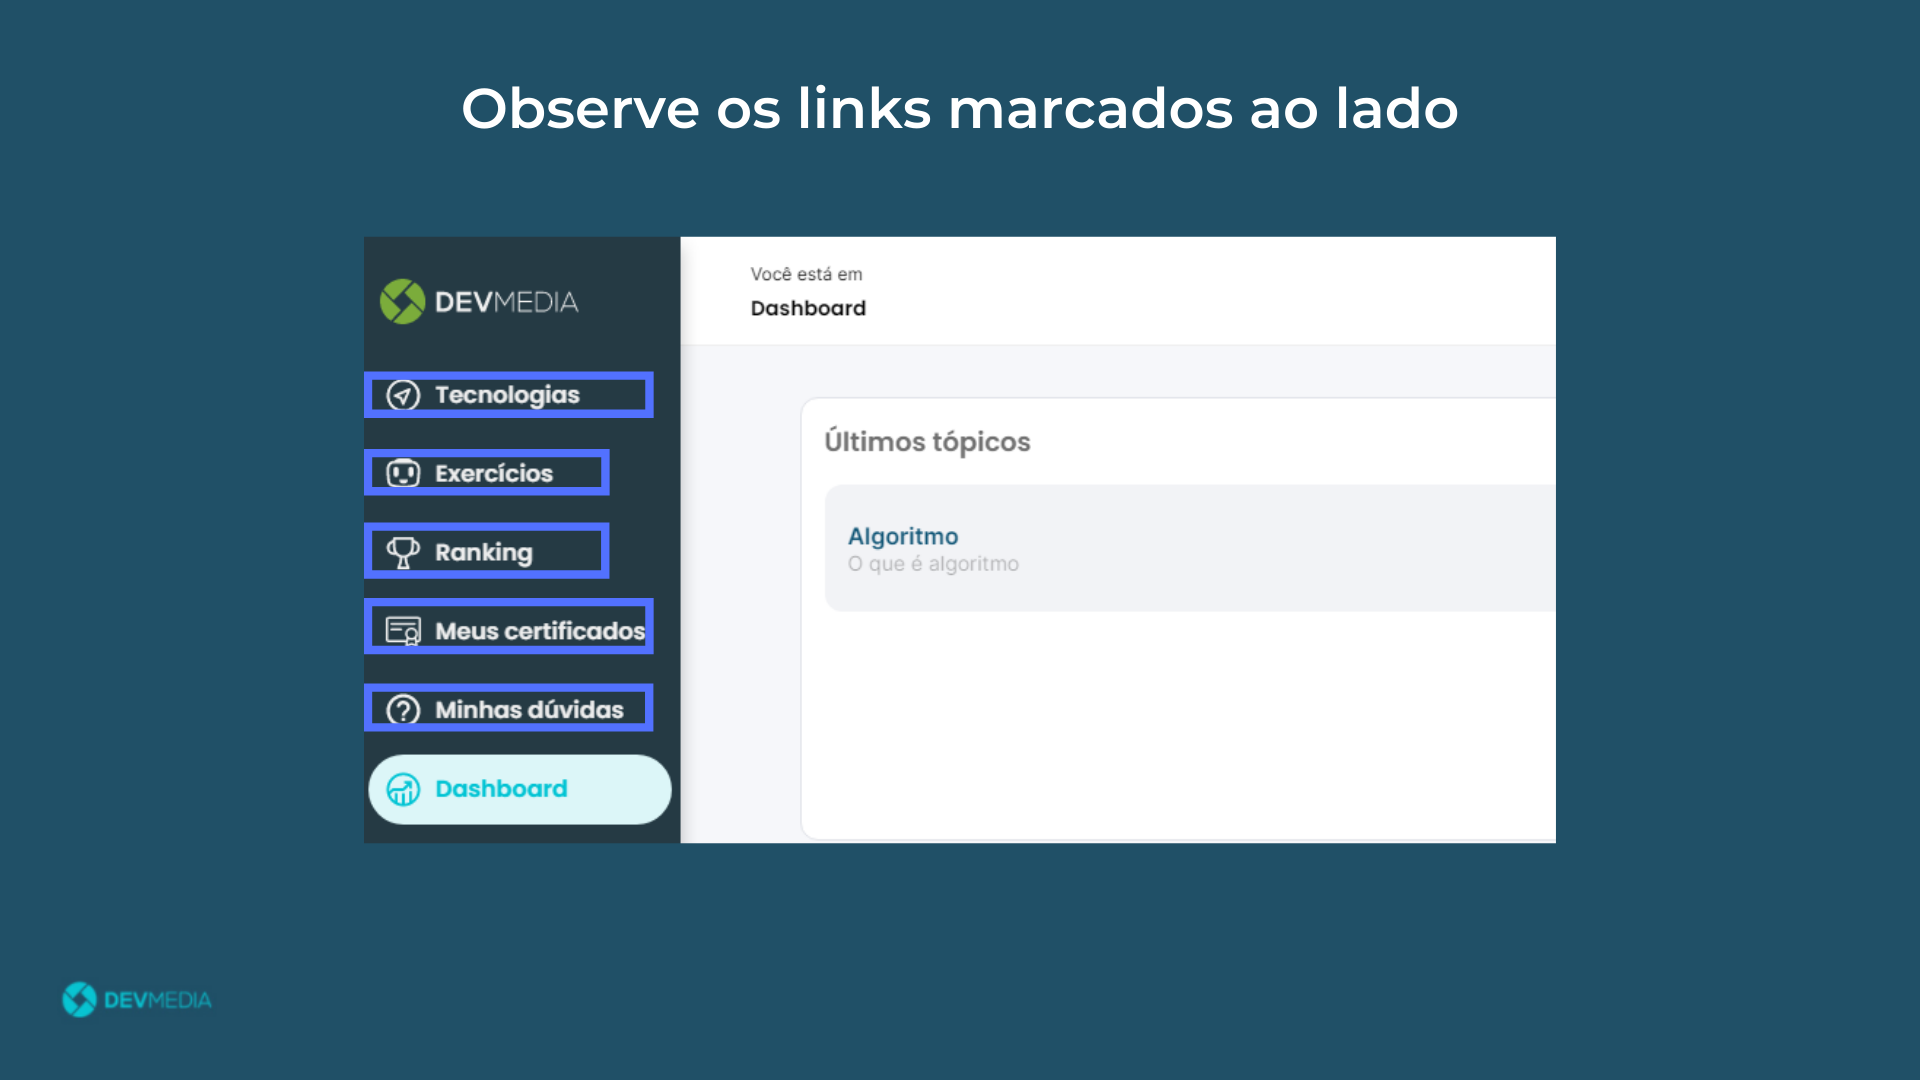 Observe os links marcados ao lado
DEVMEDIA
Tecnologias
Exercícios
Ranking
Meus certificados
Minhas dúvidas
Dashboard
Você está em
Dashboard
Últimos tópicos
Algoritmo
O que é algoritmo
DEVMEDIA